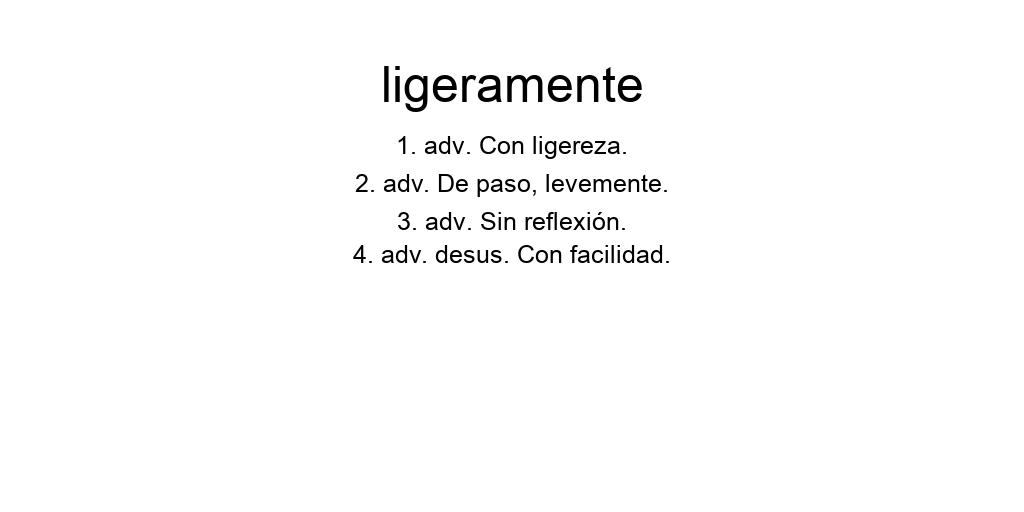 ligeramente
1. adv. Con ligereza.
2. adv. De paso, levemente.
3. adv. Sin reflexión.
4. adv. desus. Con facilidad.